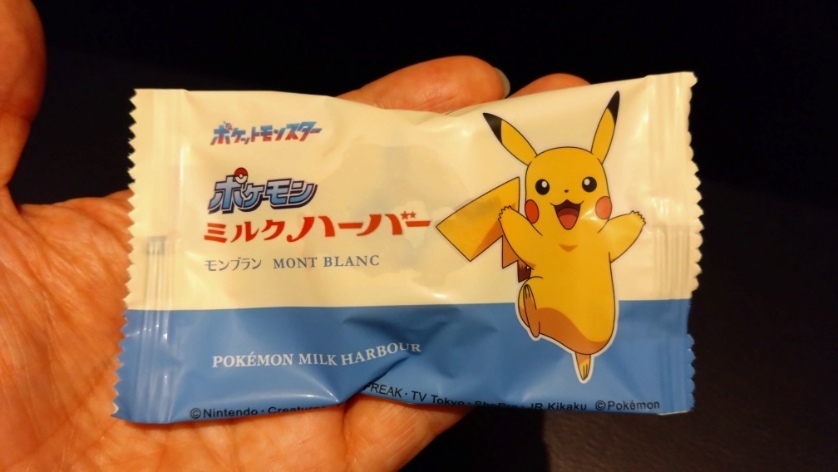 ポケットモンスター
ポケモン
ミルクハーバー
モンブラン MONT BLANC
POKÉMON MILK HARBOUR
©Nintendo・Creatures FREAK・TV Tokyo・ JR Kikaku ©Pokémon